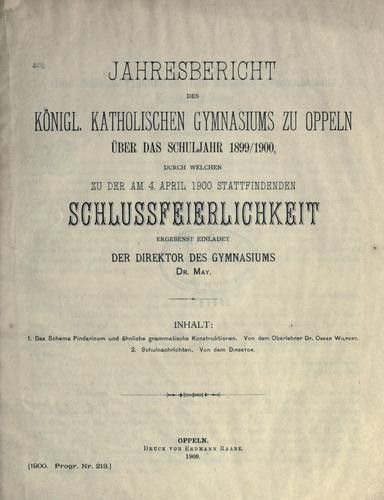 JAHRESBERICHT
DES
KÖNIGL. KATHOLISCHEN GYMNASIUMS ZU OPPELN
ÜBER DAS SCHULJAHR 1899/1900,
DURCH WELCHEN
ZU DER AM 4. APRIL 1900 STATTFINDENDEN
SCHLUSSFEIERLICHKEIT
ERGEBENST EINLADET
DER DIREKTOR DES GYMNASIUMS
DR. MAY.
INHALT:
1. Das Schema Pindaricum und ähnliche grammatische Konstruktionen. Von dem Oberlehrer Dr. Oskar Wilpert.
2. Schulnachrichten. Von dem Direktor.
OPPELN.
Druck von Erdmann Raabe.
1900.
[1900. Progr. Nr. 213.]